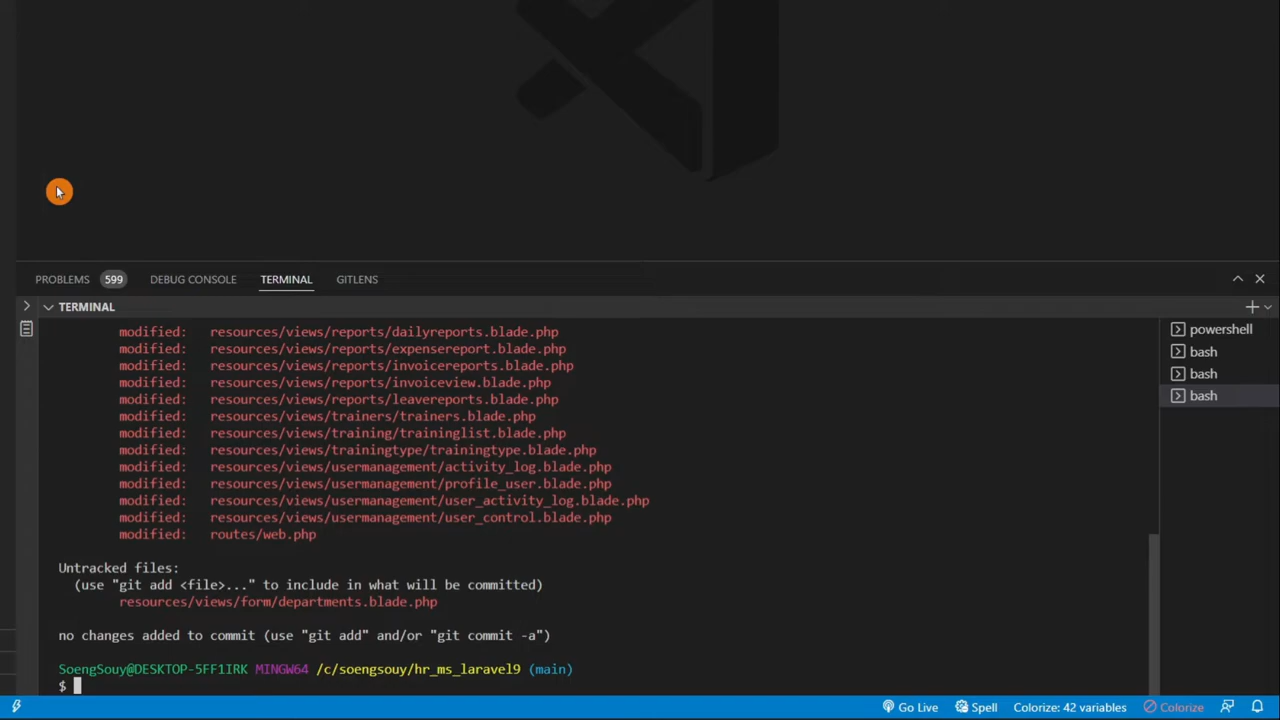 PROBLEMS 599 DEBUG CONSOLE TERMINAL GITLENS
TERMINAL
modified: resources/views/reports/dailyreports.blade.php
modified: resources/views/reports/expensereport.blade.php
modified: resources/views/reports/invoicereports.blade.php
modified: resources/views/reports/invoiceview.blade.php
modified: resources/views/reports/leavereports.blade.php
modified: resources/views/trainers/trainers.blade.php
modified: resources/views/training/traininglist.blade.php
modified: resources/views/trainingtype/trainingtype.blade.php
modified: resources/views/usermanagement/activity_log.blade.php
modified: resources/views/usermanagement/profile_user.blade.php
modified: resources/views/usermanagement/user_activity_log.blade.php
modified: resources/views/usermanagement/user_control.blade.php
modified: routes/web.php
Untracked files:
(use "git add <file>..." to include in what will be committed)
resources/views/form/departments.blade.php
no changes added to commit (use "git add" and/or "git commit -a")
SoengSouy@DESKTOP-5FF1IRK MINGW64 /c/soengsouy/hr_ms_laravel9 (main)
$
powershell
bash
bash
bash
Go Live Spell Colorize: 42 variables Colorize